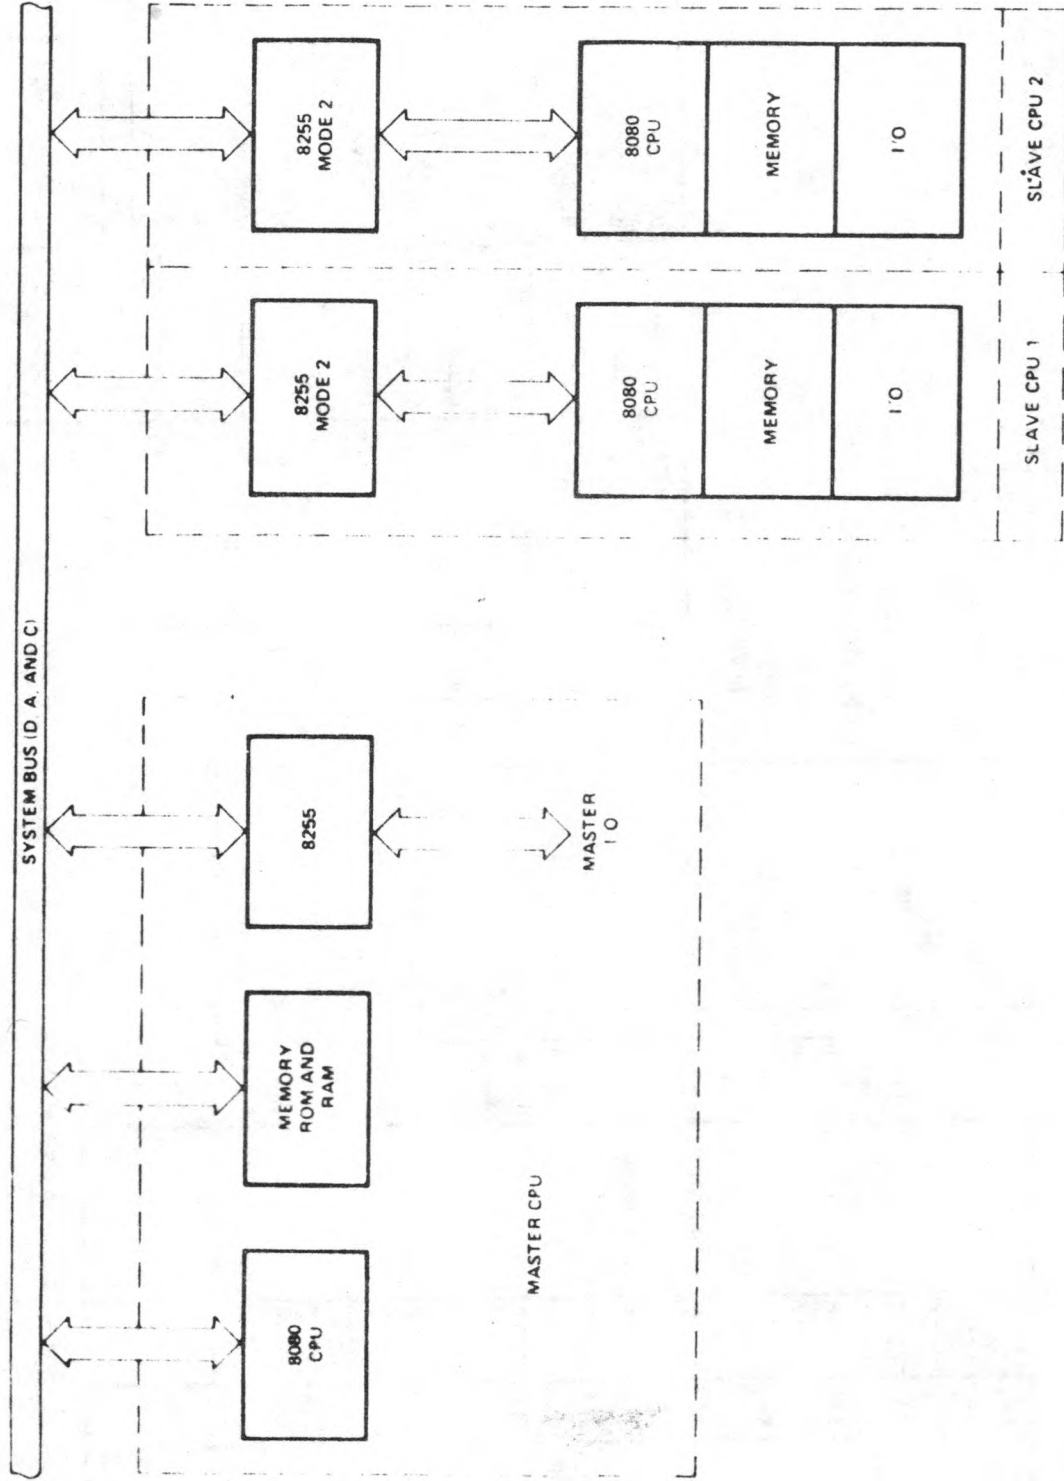 SYSTEM BUS (D, A, AND C)
8080
CPU
MEMORY
ROM AND
RAM
8255
MASTER
I O
MASTER CPU
8255
MODE 2
8080
CPU
MEMORY
I'O
SLAVE CPU 1
8255
MODE 2
8080
CPU
MEMORY
I'O
SLAVE CPU 2